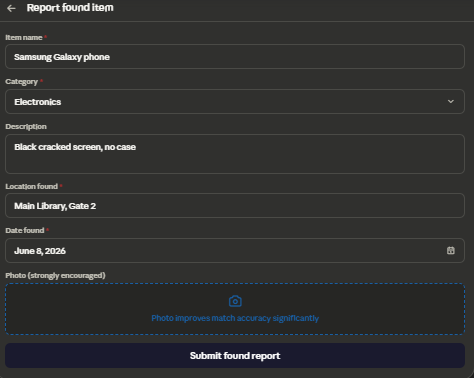 Report found item
Item name *
Samsung Galaxy phone
Category *
Electronics
Description
Black cracked screen, no case
Location found *
Main Library, Gate 2
Date found *
June 8, 2026
Photo (strongly encouraged)
Photo improves match accuracy significantly
Submit found report